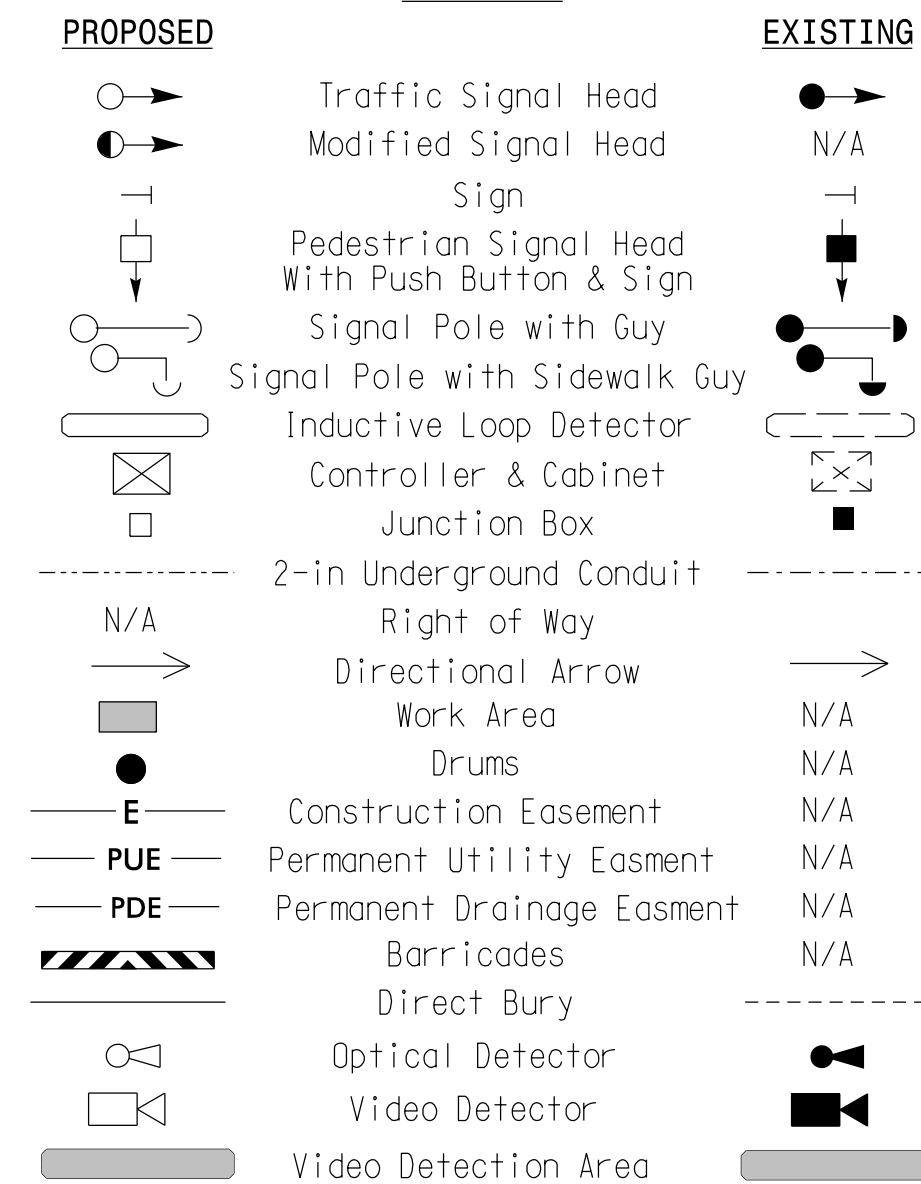 PROPOSED EXISTING
Traffic Signal Head
Modified Signal Head N/A
Sign
Pedestrian Signal Head
With Push Button & Sign
Signal Pole with Guy
Signal Pole with Sidewalk Guy
Inductive Loop Detector
Controller & Cabinet
Junction Box
2-in Underground Conduit
N/A Right of Way
Directional Arrow
Work Area N/A
Drums N/A
E Construction Easement N/A
PUE Permanent Utility Easment N/A
PDE Permanent Drainage Easment N/A
Barricades N/A
Direct Bury
Optical Detector
Video Detector
Video Detection Area